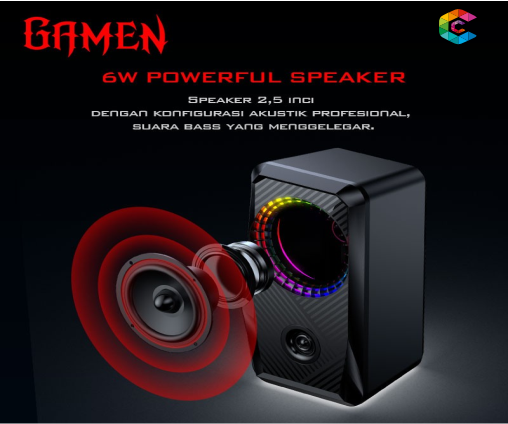 GAMEN
6W POWERFUL SPEAKER
SPEAKER 2,5 INCI
DENGAN KONFIGURASI AKUSTIK PROFESIONAL,
SUARA BASS YANG MENGGELEGAR.